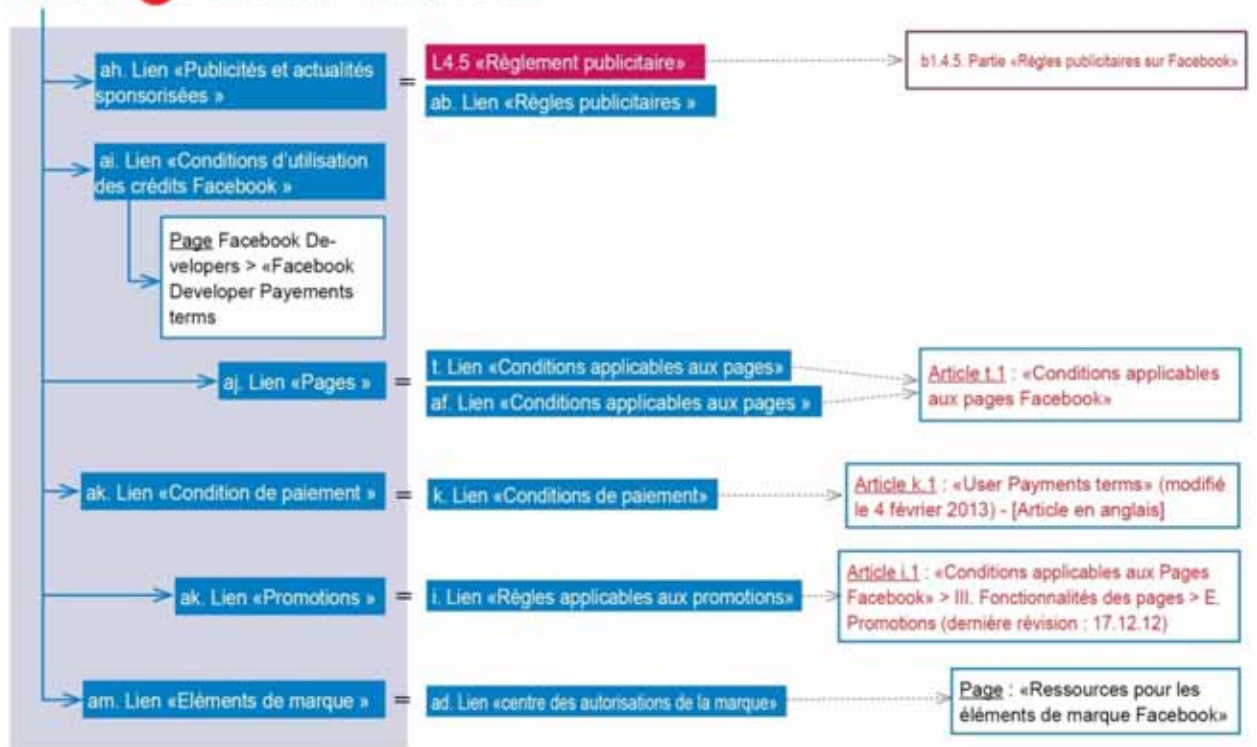 ah. Lien «Publicités et actualités
sponsorisées »
=
L4.5 «Règlement publicitaire»
ab. Lien «Règles publicitaires »
b1.4.5. Partie «Règles publicitaires sur Facebook»
ai. Lien «Conditions d'utilisation
des crédits Facebook »
Page Facebook De-
velopers > «Facebook
Developer Payements
terms
aj. Lien «Pages »
=
t. Lien «Conditions applicables aux pages»
af. Lien «Conditions applicables aux pages »
Article t.1 : «Conditions applicables
aux pages Facebook»
ak. Lien «Condition de paiement »
=
k. Lien «Conditions de paiement»
Article k.1 : «User Payments terms» (modifié
le 4 février 2013) - [Article en anglais]
ak. Lien «Promotions »
=
i. Lien «Règles applicables aux promotions»
Article i.1 : «Conditions applicables aux Pages
Facebook» > III. Fonctionnalités des pages > E.
Promotions (dernière révision : 17.12.12)
am. Lien «Eléments de marque »
=
ad. Lien «centre des autorisations de la marque»
Page : «Ressources pour les
éléments de marque Facebook»